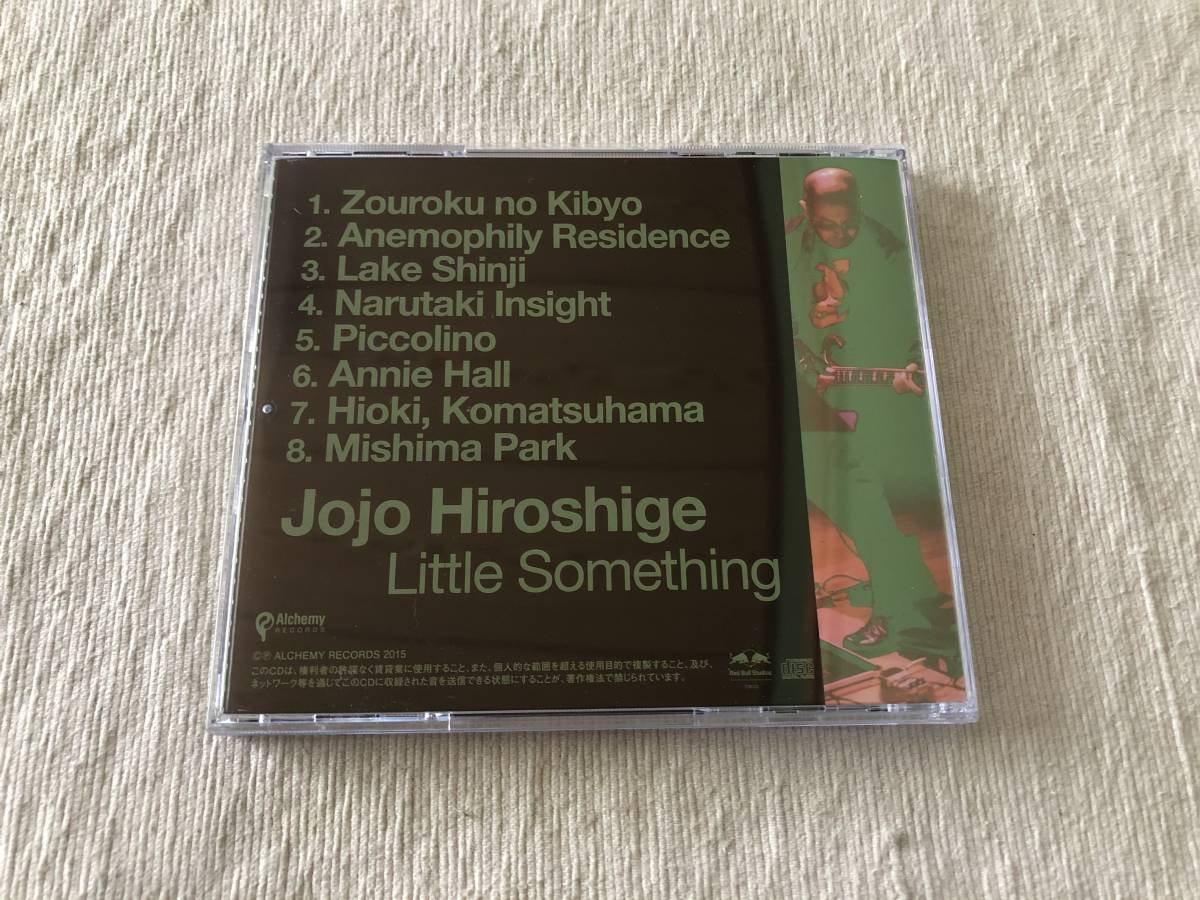 1. Zouroku no Kibyo
2. Anemophily Residence
3. Lake Shinji
4. Narutaki Insight
5. Piccolino
6. Annie Hall
7. Hioki, Komatsuhama
8. Mishima Park
Jojo Hiroshige
Little Something
Alchemy
RECORDS
©℗ ALCHEMY RECORDS 2015
このCDは、権利者の許諾なく賃貸業に使用すること、また、個人的な範囲を超える使用目的で複製すること、及び、
ネットワーク等を通じてこのCDに収録された音を送信できる状態にすることが、著作権法で禁じられています。
Red Bull Studios
disc